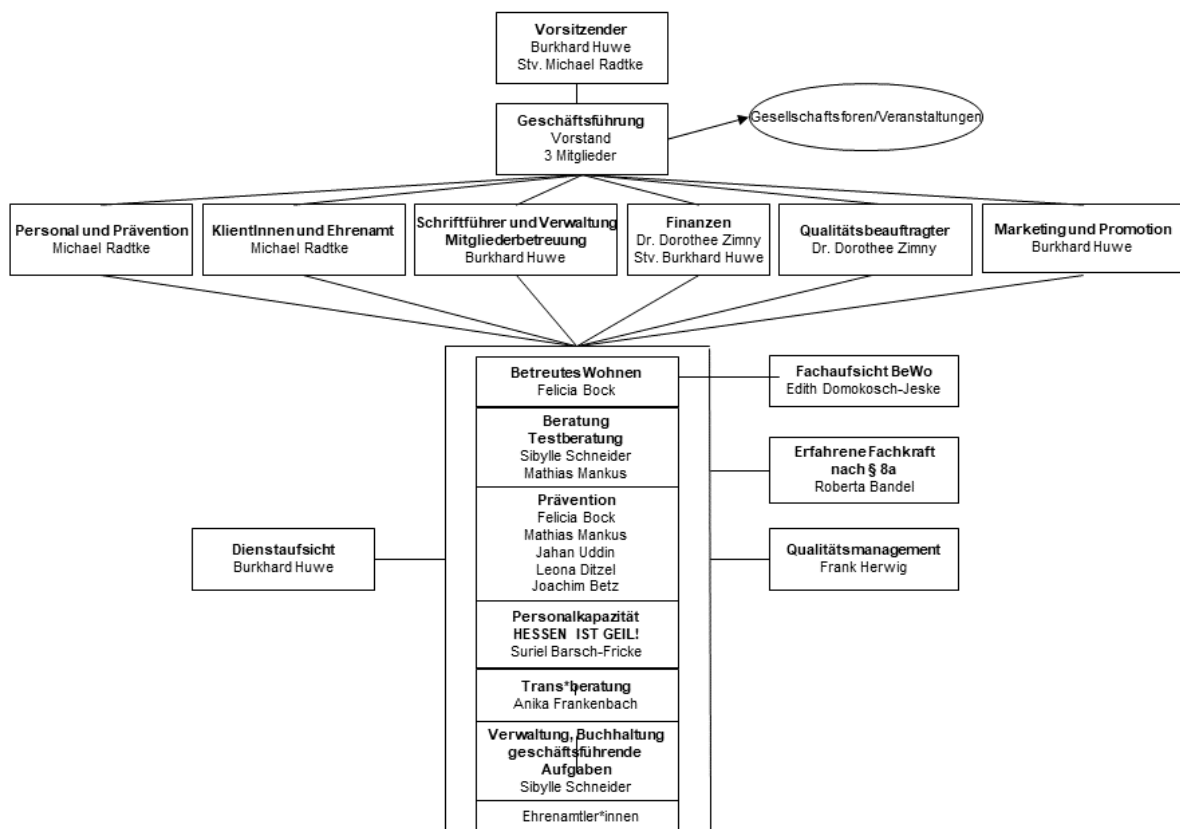 Vorsitzender
Burkhard Huwe
Stv. Michael Radtke
Geschäftsführung
Vorstand
3 Mitglieder
Gesellschaftsforen/Veranstaltungen
Personal und Prävention
Michael Radtke
KlientInnen und Ehrenamt
Michael Radtke
Schriftführer und Verwaltung
Mitgliederbetreuung
Burkhard Huwe
Finanzen
Dr. Dorothee Zimny
Stv. Burkhard Huwe
Qualitätsbeauftragter
Dr. Dorothee Zimny
Marketing und Promotion
Burkhard Huwe
Betreutes Wohnen
Felicia Bock
Fachaufsicht BeWo
Edith Domokosch-Jeske
Beratung
Testberatung
Sibylle Schneider
Mathias Mankus
Erfahrene Fachkraft
nach § 8a
Roberta Bandel
Prävention
Felicia Bock
Mathias Mankus
Jahan Uddin
Leona Ditzel
Joachim Betz
Dienstaufsicht
Burkhard Huwe
Qualitätsmanagement
Frank Herwig
Personalkapazität
HESSEN IST GEIL!
Suriel Barsch-Fricke
Trans*beratung
Anika Frankenbach
Verwaltung, Buchhaltung
geschäftsführende
Aufgaben
Sibylle Schneider
Ehrenamtler*innen